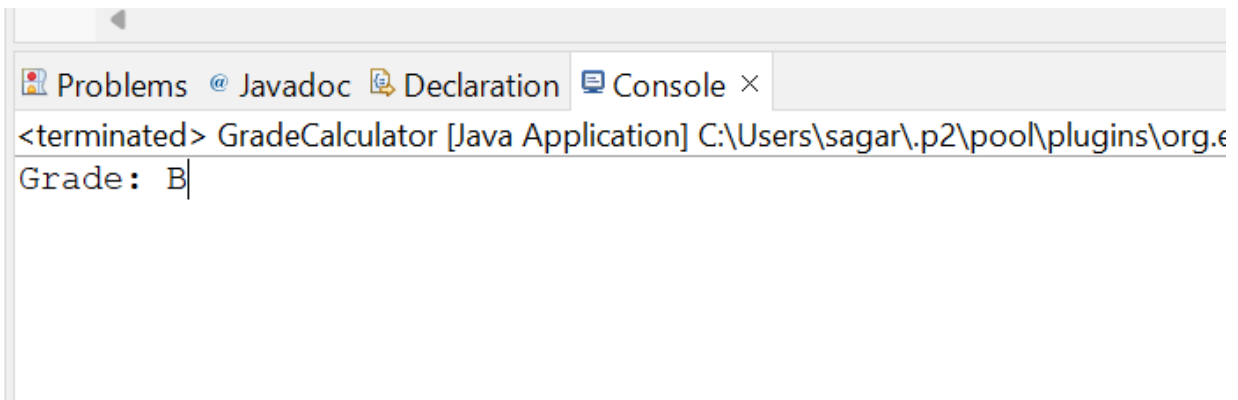 Problems @ Javadoc Declaration Console ×
<terminated> GradeCalculator [Java Application] C:\Users\sagar\.p2\pool\plugins\org.e
Grade: B